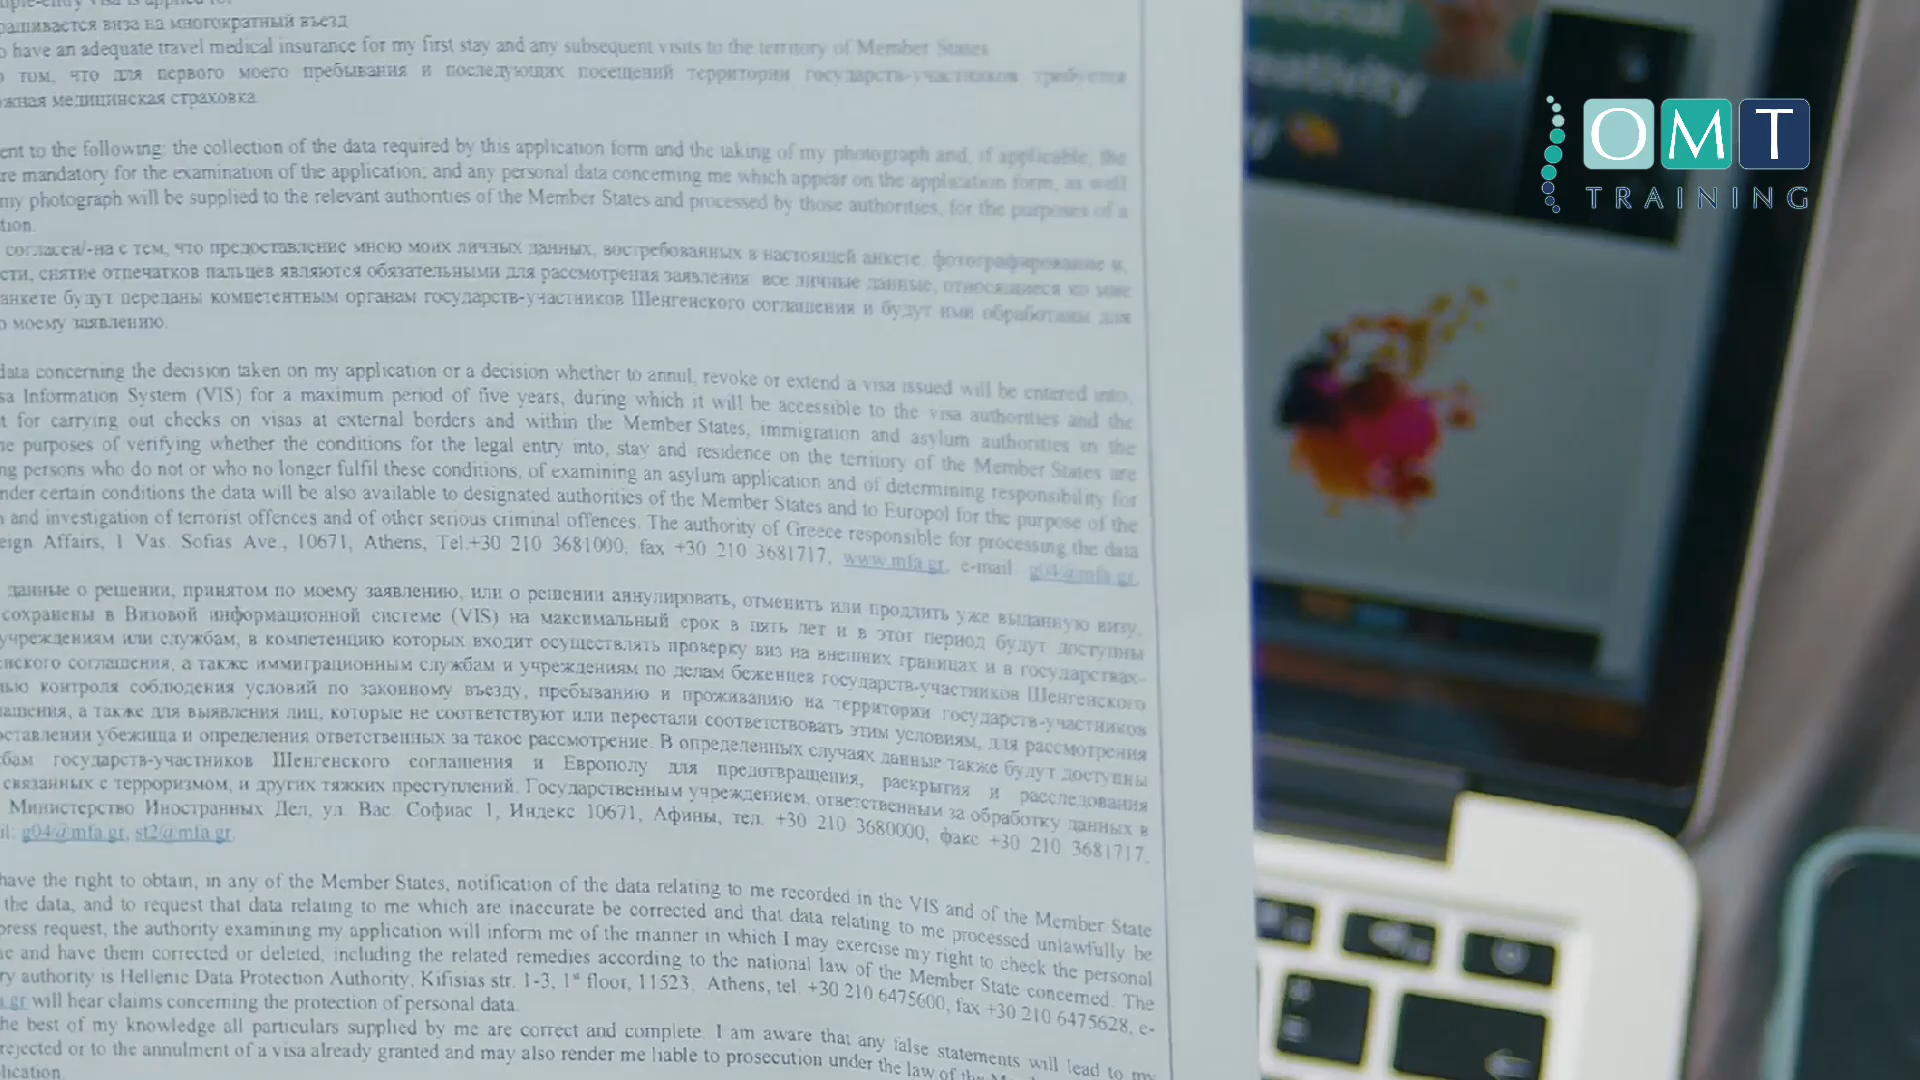 рашивается виза на многократный въезд
o have an adequate travel medical insurance for my first stay and any subsequent visits to the territory of Member States
о том, что для первого моего пребывания и последующих посещений территории государств-участников требуется
жная медицинская страховка.
ent to the following: the collection of the data required by this application form and the taking of my photograph and, if applicable, the
re mandatory for the examination of the application; and any personal data concerning me which appear on the application form, as well
my photograph will be supplied to the relevant authorities of the Member States and processed by those authorities, for the purposes of a
tion.
согласен/-на с тем, что предоставление мною моих личных данных, востребованных в настоящей анкете, фотографирование и,
сти, снятие отпечатков пальцев являются обязательными для рассмотрения заявления все личные данные, относящиеся ко мне
анкете будут переданы компетентным органам государств-участников Шенгенского соглашения и будут ими обработаны для
о моему заявлению.
data concerning the decision taken on my application or a decision whether to annul, revoke or extend a visa issued will be entered into,
sa Information System (VIS) for a maximum period of five years, during which it will be accessible to the visa authorities and the
t for carrying out checks on visas at external borders and within the Member States, immigration and asylum authorities in the
he purposes of verifying whether the conditions for the legal entry into, stay and residence on the territory of the Member States are
ng persons who do not or who no longer fulfil these conditions, of examining an asylum application and of determining responsibility for
nder certain conditions the data will be also available to designated authorities of the Member States and to Europol for the purpose of the
n and investigation of terrorist offences and of other serious criminal offences. The authority of Greece responsible for processing the data
eign Affairs, 1 Vas. Sofias Ave., 10671, Athens, Tel.+30 210 3681000, fax +30 210 3681717, www.mfa.gr, e-mail: g04@mfa.gr,
данные о решении, принятом по моему заявлению, или о решении аннулировать, отменить или продлить уже выданную визу,
сохранены в Визовой информационной системе (VIS) на максимальный срок в пять лет и в этот период будут доступны
учреждениям или службам, в компетенцию которых входит осуществлять проверку виз на внешних границах и в государствах-
нского соглашения, а также иммиграционным службам и учреждениям по делам беженцев государств-участников Шенгенского
лью контроля соблюдения условий по законному въезду, пребыванию и проживанию на территории государств-участников
лашения, а также для выявления лиц, которые не соответствуют или перестали соответствовать этим условиям, для рассмотрения
оставлении убежища и определения ответственных за такое рассмотрение. В определенных случаях данные также будут доступны
бам государств-участников Шенгенского соглашения и Европолу для предотвращения, раскрытия и расследования
связанных с терроризмом, и других тяжких преступлений. Государственным учреждением, ответственным за обработку данных в
Министерство Иностранных Дел, ул. Вас. Софиас 1, Индекс 10671, Афины, тел. +30 210 3680000, факс +30 210 3681717,
il: g04@mfa.gr, st2@mfa.gr.
have the right to obtain, in any of the Member States, notification of the data relating to me recorded in the VIS and of the Member State
the data, and to request that data relating to me which are inaccurate be corrected and that data relating to me processed unlawfully be
press request, the authority examining my application will inform me of the manner in which I may exercise my right to check the personal
ne and have them corrected or deleted, including the related remedies according to the national law of the Member State concerned. The
ry authority is Hellenic Data Protection Authority, Kifisias str. 1-3, 1st floor, 11523, Athens, tel. +30 210 6475600, fax +30 210 6475628, e-
.gr will hear claims concerning the protection of personal data.
he best of my knowledge all particulars supplied by me are correct and complete. I am aware that any false statements will lead to my
rejected or to the annulment of a visa already granted and may also render me liable to prosecution under the law of the
lication.
OMT
TRAINING